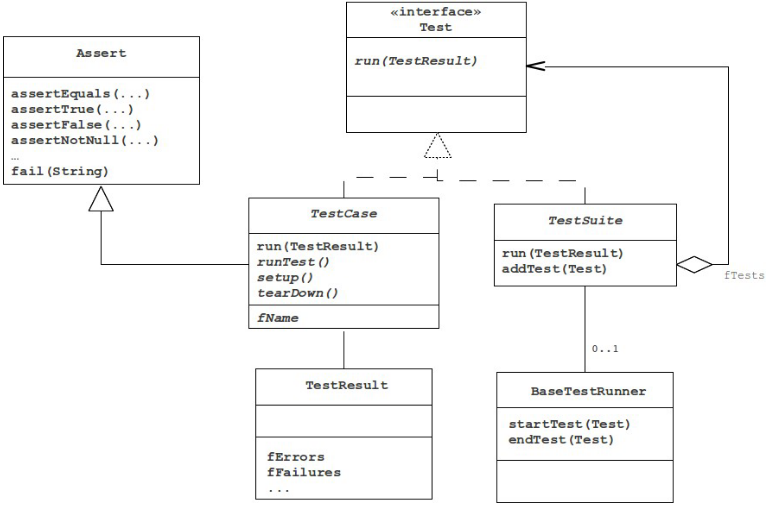 «interface»
Test
run(TestResult)
Assert
assertEquals(...)
assertTrue(...)
assertFalse(...)
assertNotNull(...)
…
fail(String)
TestCase
run(TestResult)
runTest()
setup()
tearDown()
fName
TestSuite
run(TestResult)
addTest(Test)
fTests
0..1
TestResult
fErrors
fFailures
...
BaseTestRunner
startTest(Test)
endTest(Test)